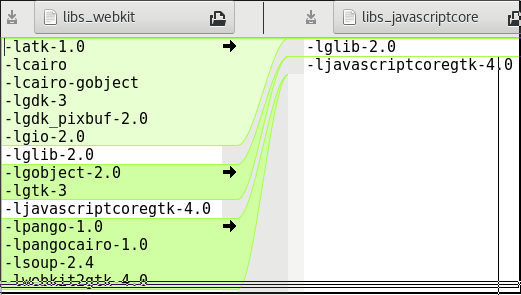 libs_webkit
-latk-1.0
-lcairo
-lcairo-gobject
-lgdk-3
-lgdk_pixbuf-2.0
-lgio-2.0
-lglib-2.0
-lgobject-2.0
-lgtk-3
-ljavascriptcoregtk-4.0
-lpango-1.0
-lpangocairo-1.0
-lsoup-2.4
-lwebkit2gtk-4.0
libs_javascriptcore
-lglib-2.0
-ljavascriptcoregtk-4.0